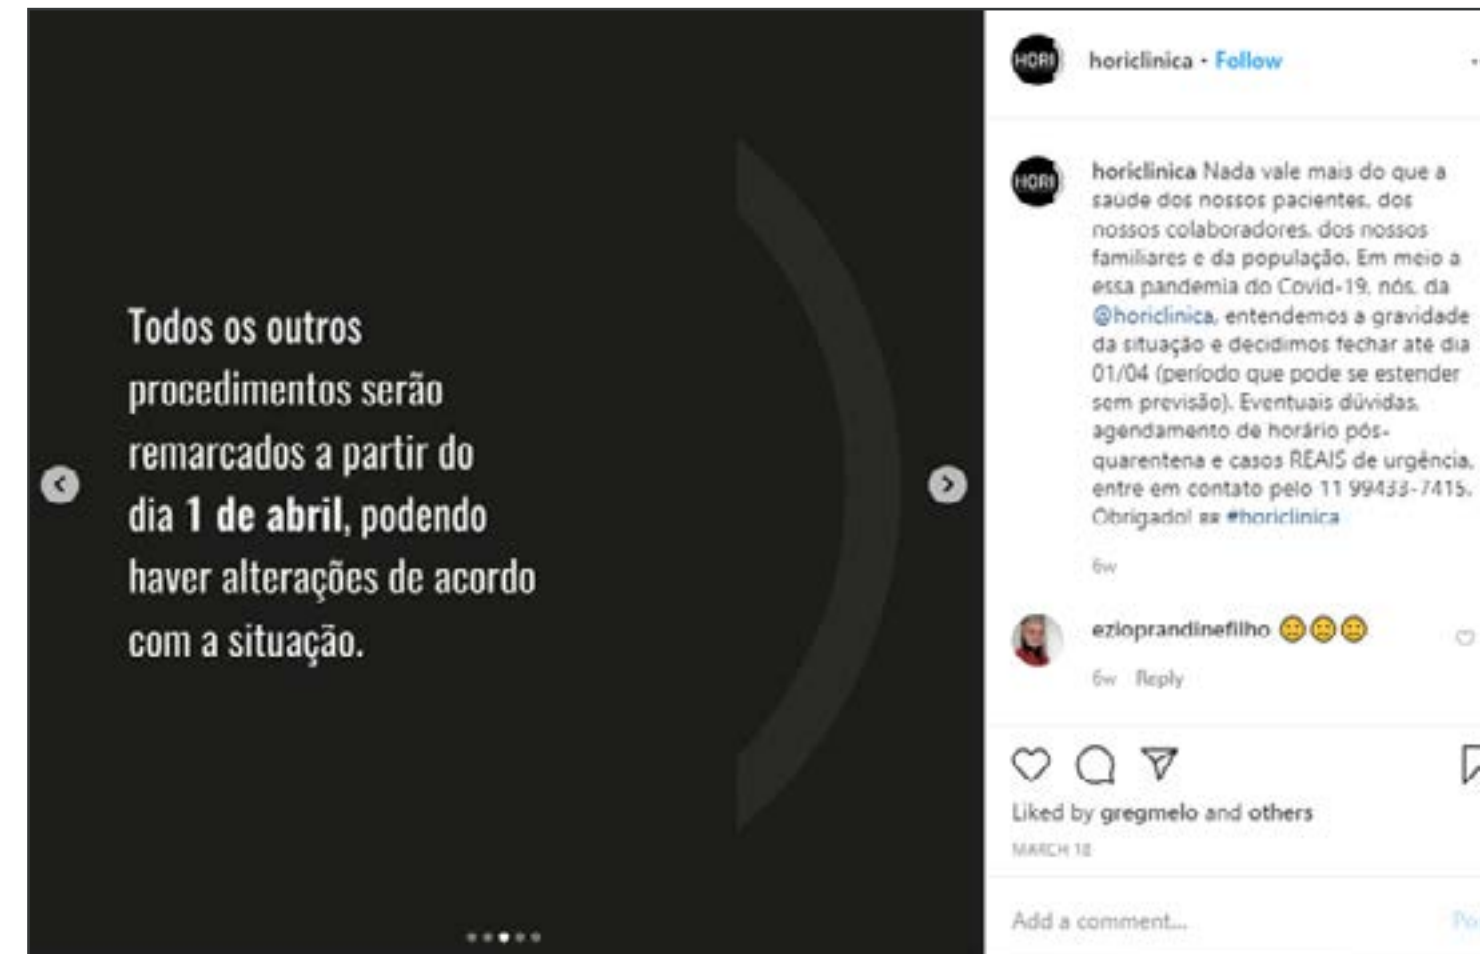 Todos os outros
procedimentos serão
remarcados a partir do
dia 1 de abril, podendo
haver alterações de acordo
com a situação.
HORI
horiclinica • Follow
HORI
horiclinica Nada vale mais do que a
saúde dos nossos pacientes, dos
nossos colaboradores, dos nossos
familiares e da população. Em meio a
essa pandemia do Covid-19, nós, da
@horiclinica, entendemos a gravidade
da situação e decidimos fechar até dia
01/04 (período que pode se estender
sem previsão). Eventuais dúvidas,
agendamento de horário pós-
quarentena e casos REAIS de urgência,
entre em contato pelo 11 99433-7415.
Obrigado! #horiclinica
6w
ezioprandinefilho
6w Reply
Liked by gregmelo and others
MARCH 18
Add a comment...